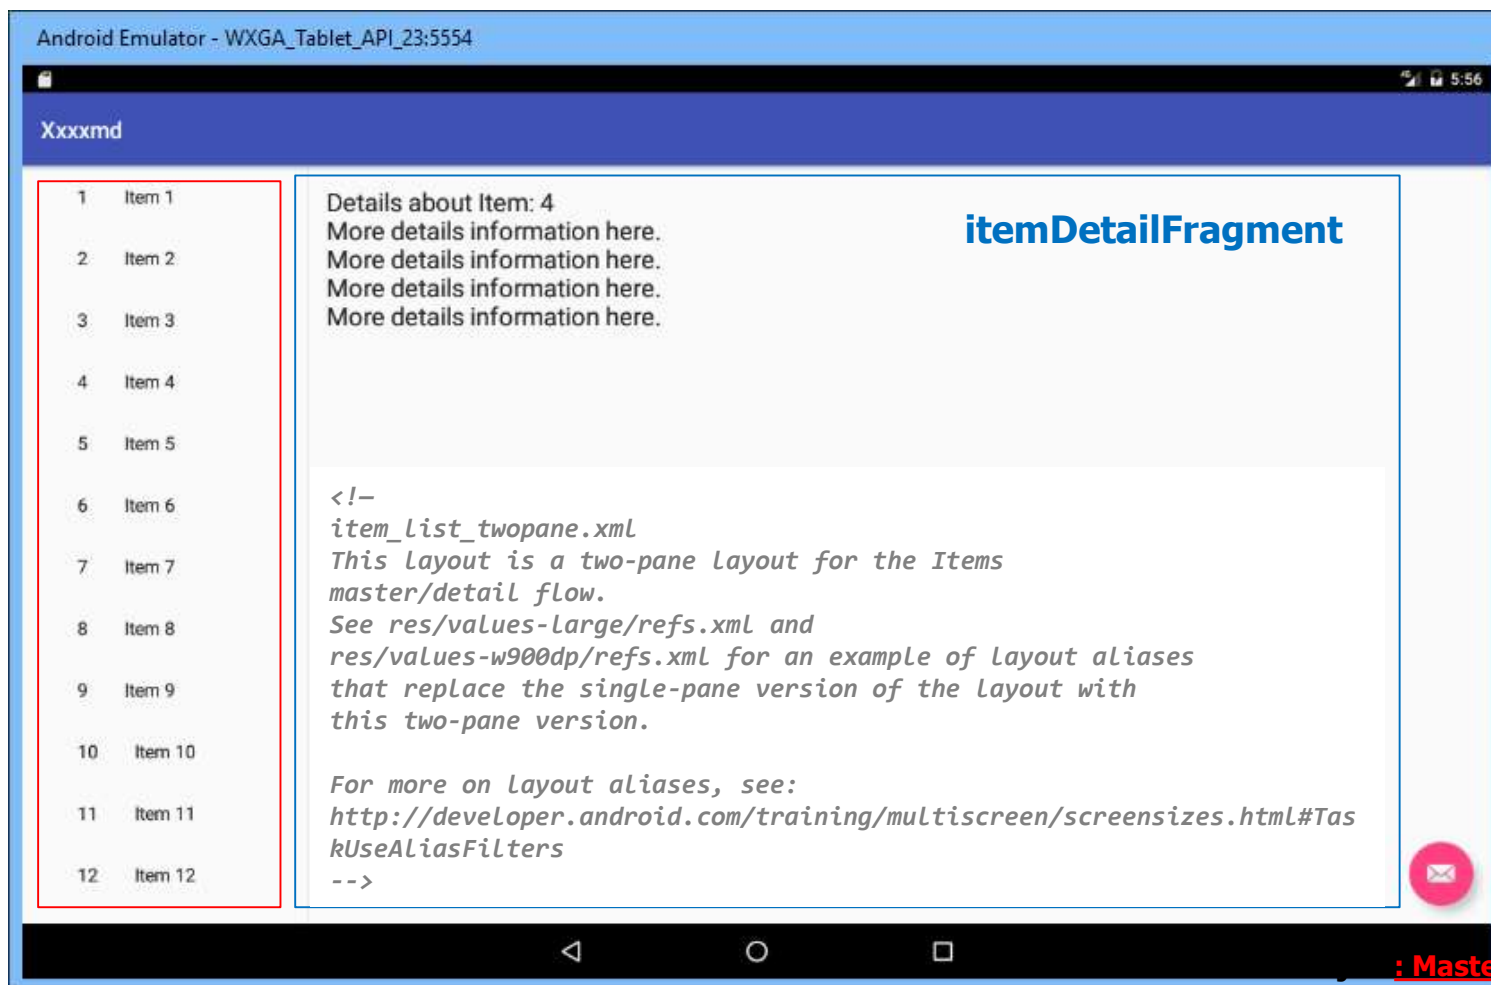 Android Emulator - WXGA_Tablet_API_23:5554
5:56
Xxxxmd
1 Item 1
2 Item 2
3 Item 3
4 Item 4
5 Item 5
6 Item 6
7 Item 7
8 Item 8
9 Item 9
10 Item 10
11 Item 11
12 Item 12
Details about Item: 4
More details information here.
More details information here.
More details information here.
More details information here.
itemDetailFragment
<!—
item_list_twopane.xml
This layout is a two-pane layout for the Items
master/detail flow.
See res/values-large/refs.xml and
res/values-w900dp/refs.xml for an example of layout aliases
that replace the single-pane version of the layout with
this two-pane version.
For more on layout aliases, see:
http://developer.android.com/training/multiscreen/screensizes.html#Tas
kUseAliasFilters
-->